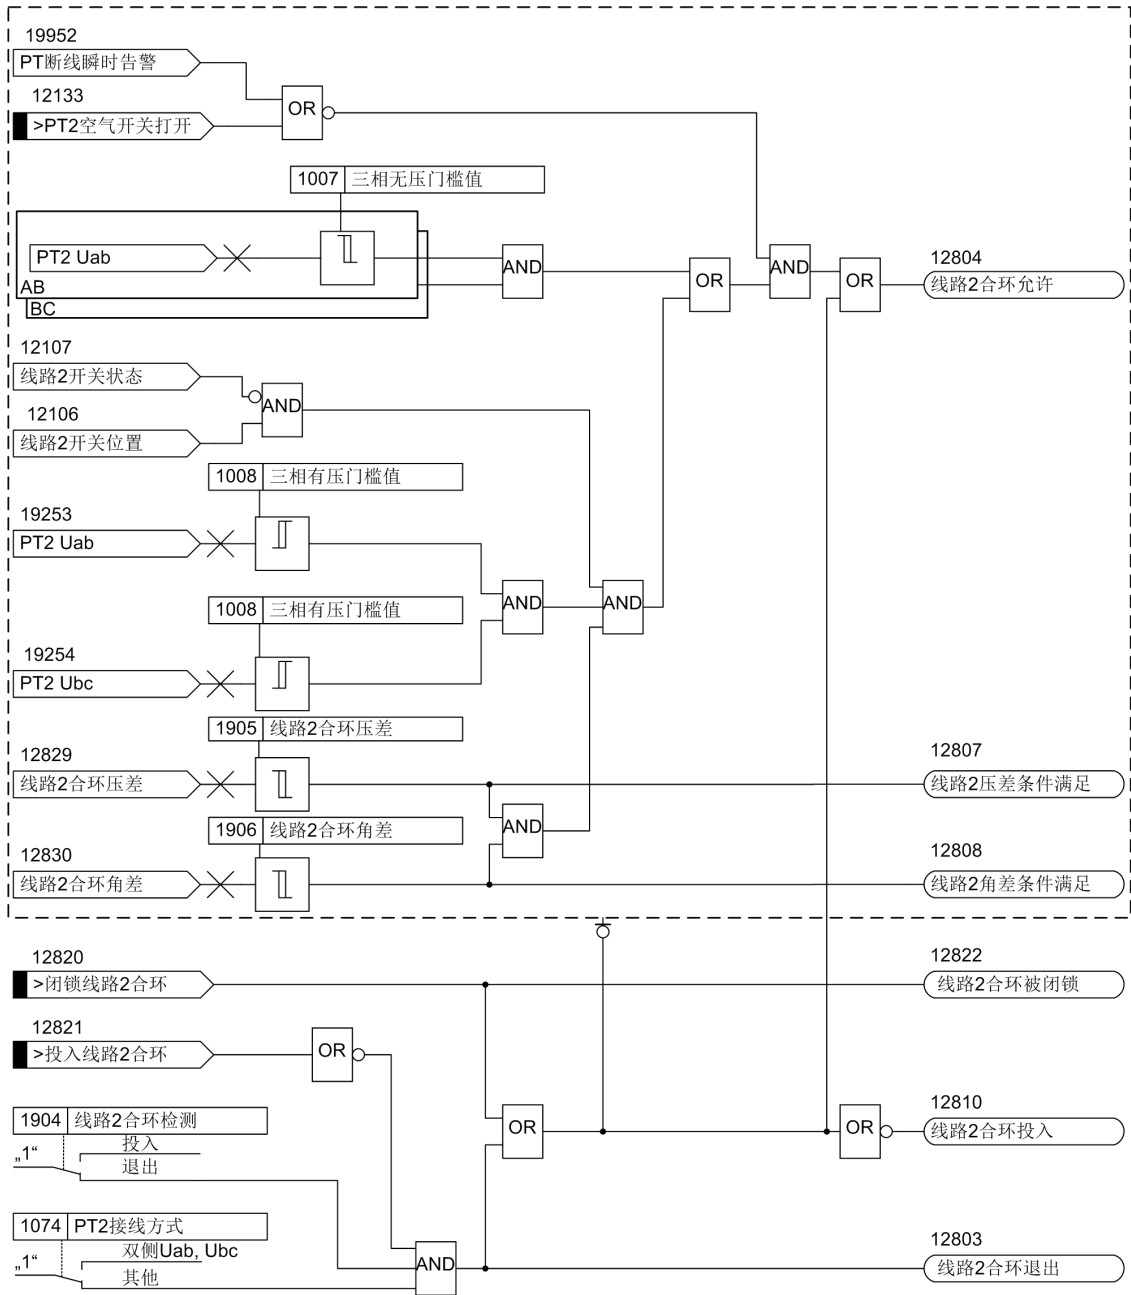 19952
PT断线瞬时告警
12133
>PT2空气开关打开
OR
1007 三相无压门槛值
PT2 Uab
AB
BC
AND
OR
AND
OR
12804
线路2合环允许
12107
线路2开关状态
12106
线路2开关位置
AND
1008 三相有压门槛值
19253
PT2 Uab
1008 三相有压门槛值
19254
PT2 Ubc
AND
AND
1905 线路2合环压差
12829
线路2合环压差
12807
线路2压差条件满足
1906 线路2合环角差
AND
12830
线路2合环角差
12808
线路2角差条件满足
12820
>闭锁线路2合环
12822
线路2合环被闭锁
12821
>投入线路2合环
OR
1904 线路2合环检测
„1“
投入
退出
OR
OR
12810
线路2合环投入
1074 PT2接线方式
„1“
双侧Uab, Ubc
其他
AND
12803
线路2合环退出